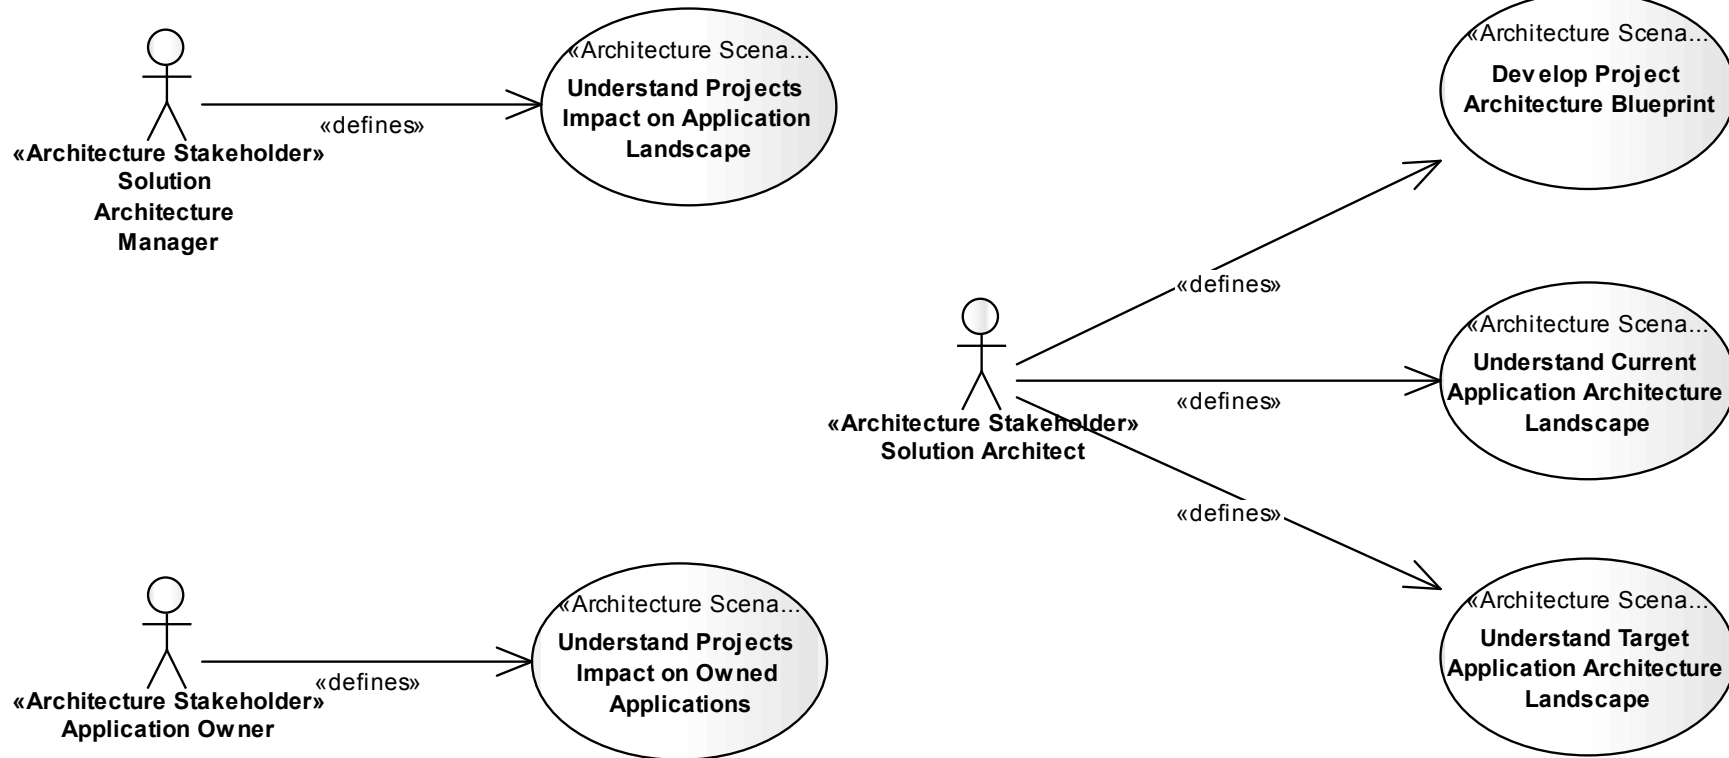 «Architecture Scena...
Understand Projects
Impact on Application
Landscape
«defines»
«Architecture Stakeholder»
Solution
Architecture
Manager
«Architecture Scena...
Develop Project
Architecture Blueprint
«defines»
«Architecture Scena...
Understand Current
Application Architecture
Landscape
«defines»
«Architecture Stakeholder»
Solution Architect
«defines»
«Architecture Scena...
Understand Target
Application Architecture
Landscape
«Architecture Scena...
Understand Projects
Impact on Owned
Applications
«defines»
«Architecture Stakeholder»
Application Owner